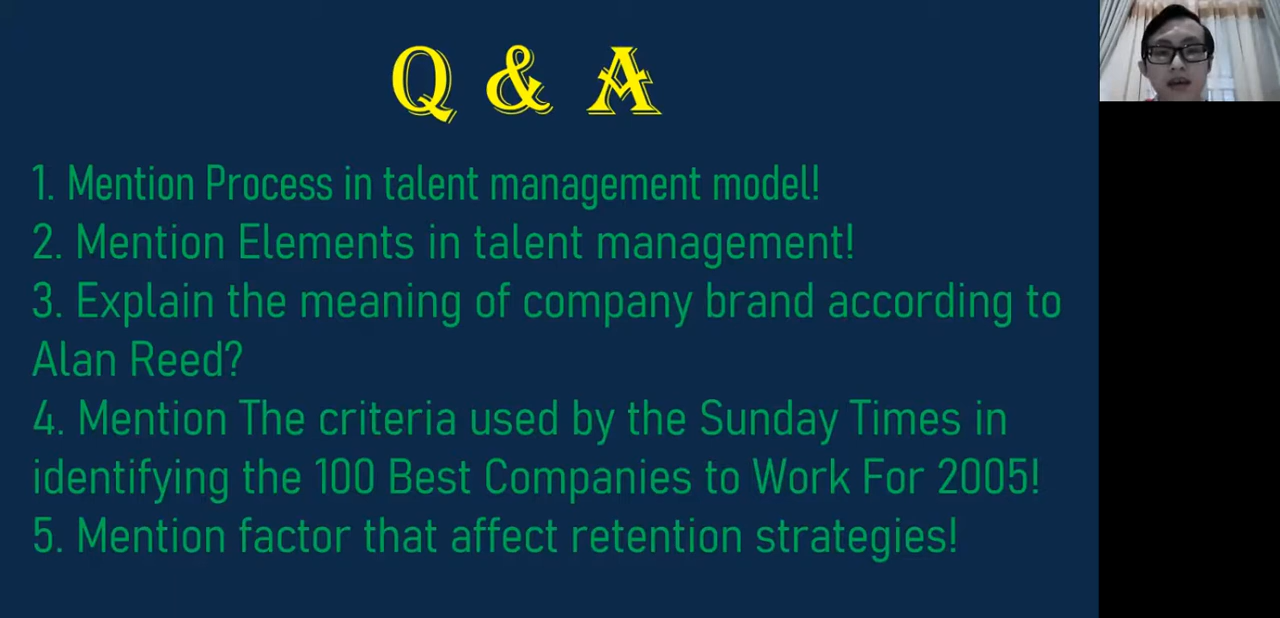 Q & A
1. Mention Process in talent management model!
2. Mention Elements in talent management!
3. Explain the meaning of company brand according to
Alan Reed?
4. Mention The criteria used by the Sunday Times in
identifying the 100 Best Companies to Work For 2005!
5. Mention factor that affect retention strategies!